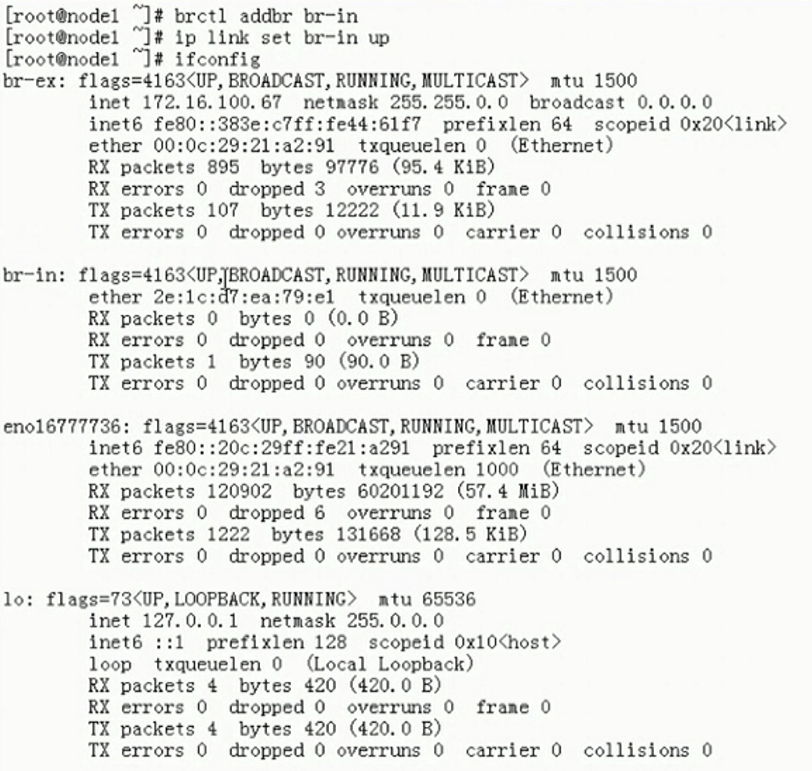 [root@node1 ~]# brctl addbr br-in
[root@node1 ~]# ip link set br-in up
[root@node1 ~]# ifconfig
br-ex: flags=4163<UP,BROADCAST,RUNNING,MULTICAST>  mtu 1500
        inet 172.16.100.67  netmask 255.255.0.0  broadcast 0.0.0.0
        inet6 fe80::383e:c7ff:fe44:61f7  prefixlen 64  scopeid 0x20<link>
        ether 00:0c:29:21:a2:91  txqueuelen 0  (Ethernet)
        RX packets 895  bytes 97776 (95.4 KiB)
        RX errors 0  dropped 3  overruns 0  frame 0
        TX packets 107  bytes 12222 (11.9 KiB)
        TX errors 0  dropped 0 overruns 0  carrier 0  collisions 0

br-in: flags=4163<UP,BROADCAST,RUNNING,MULTICAST>  mtu 1500
        ether 2e:1c:d7:ea:79:e1  txqueuelen 0  (Ethernet)
        RX packets 0  bytes 0 (0.0 B)
        RX errors 0  dropped 0  overruns 0  frame 0
        TX packets 1  bytes 90 (90.0 B)
        TX errors 0  dropped 0 overruns 0  carrier 0  collisions 0

eno16777736: flags=4163<UP,BROADCAST,RUNNING,MULTICAST>  mtu 1500
        inet6 fe80::20c:29ff:fe21:a291  prefixlen 64  scopeid 0x20<link>
        ether 00:0c:29:21:a2:91  txqueuelen 1000  (Ethernet)
        RX packets 120902  bytes 60201192 (57.4 MiB)
        RX errors 0  dropped 6  overruns 0  frame 0
        TX packets 1222  bytes 131668 (128.5 KiB)
        TX errors 0  dropped 0 overruns 0  carrier 0  collisions 0

lo: flags=73<UP,LOOPBACK,RUNNING>  mtu 65536
        inet 127.0.0.1  netmask 255.0.0.0
        inet6 ::1  prefixlen 128  scopeid 0x10<host>
        loop  txqueuelen 0  (Local Loopback)
        RX packets 4  bytes 420 (420.0 B)
        RX errors 0  dropped 0  overruns 0  frame 0
        TX packets 4  bytes 420 (420.0 B)
        TX errors 0  dropped 0 overruns 0  carrier 0  collisions 0